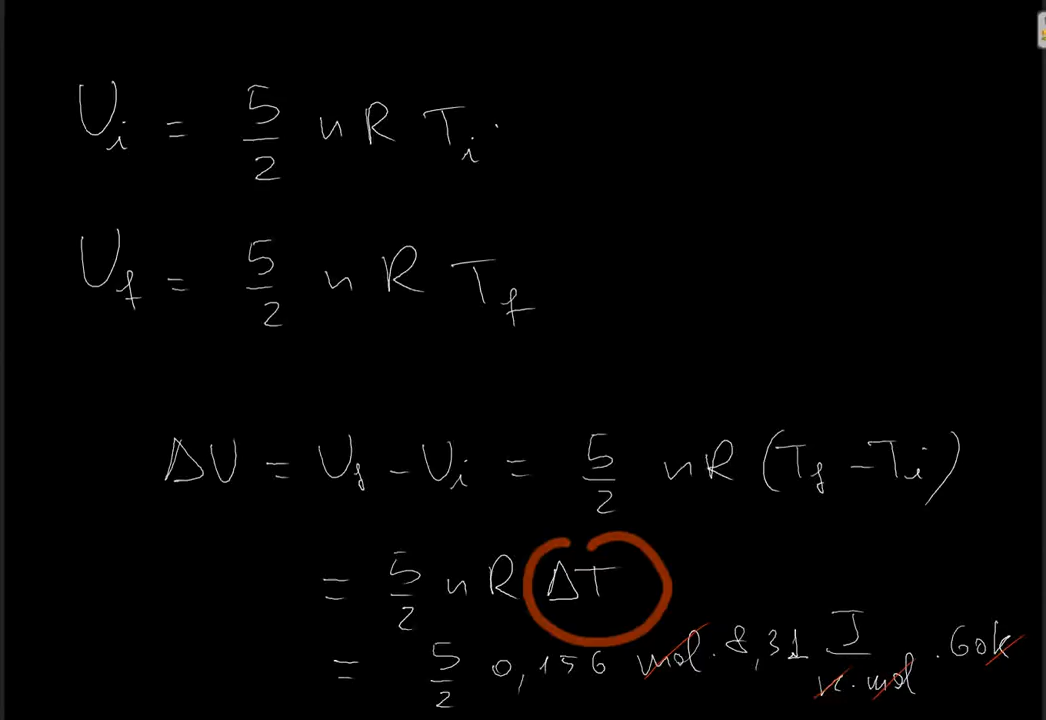 Ui = 5/2 nR Ti
Uf = 5/2 nR Tf
ΔU = Uf - Ui = 5/2 nR (Tf - Ti)
= 5/2 nR ΔT
= 5/2 0,156 mol . 8,31 J/K.mol . 60K